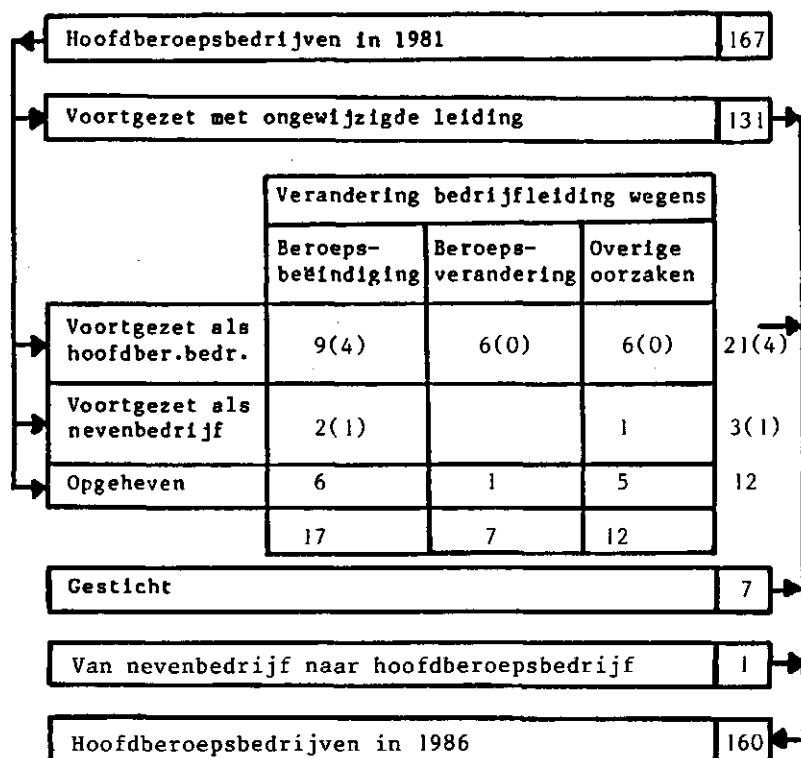 Hoofdberoepsbedrijven in 1981 167
Voortgezet met ongewijzigde leiding 131
Verandering bedrijfleiding wegens
Beroeps- Beroeps- Overige
beëindiging verandering oorzaken
Voortgezet als
hoofdber.bedr. 9(4) 6(0) 6(0) 21(4)
Voortgezet als
nevenbedrijf 2(1) 1 3(1)
Opgeheven 6 1 5 12
17 7 12
Gesticht 7
Van nevenbedrijf naar hoofdberoepsbedrijf 1
Hoofdberoepsbedrijven in 1986 160